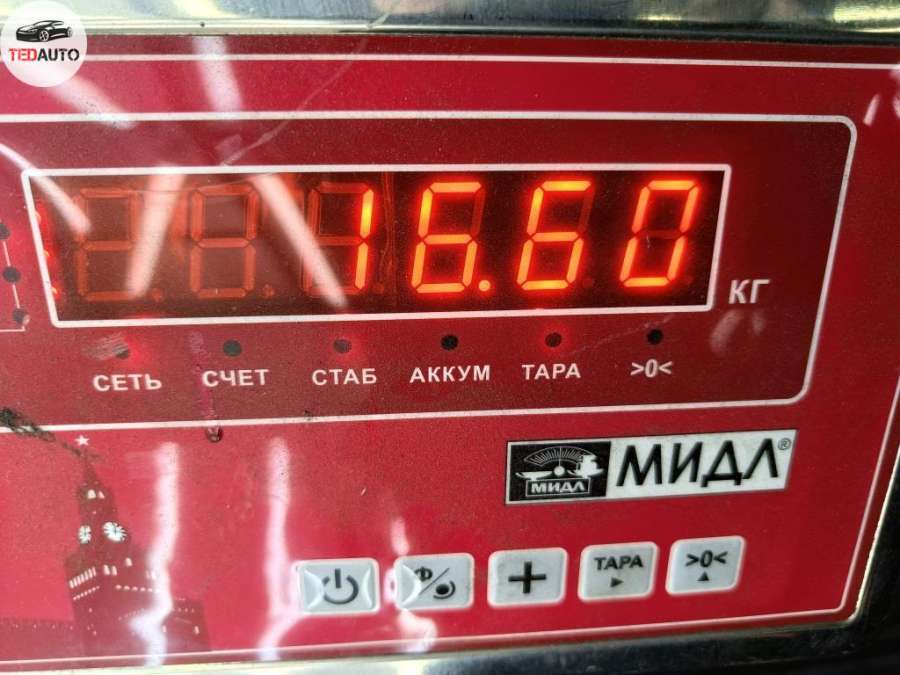 TEDAUTO
16.60
КГ
СЕТЬ СЧЕТ СТАБ АККУМ ТАРА >0<
МИДЛ МИДЛ®
Ф + ТАРА >0<